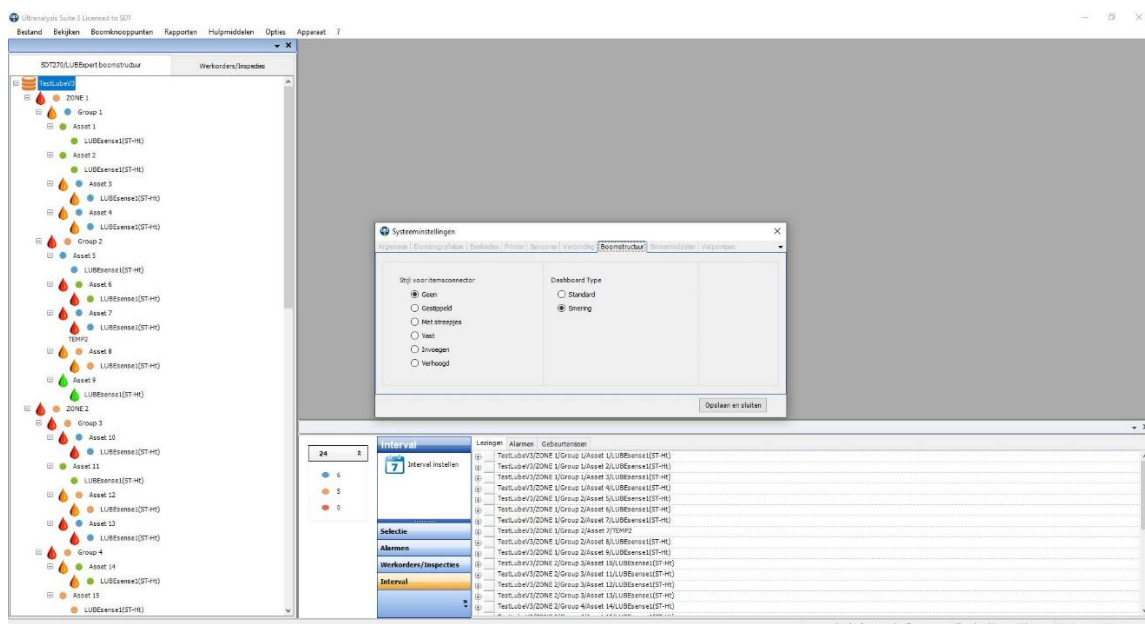 Ultranalysis Suite 3 Licensed to SDT
Bestand Bekijken Boomknooppunten Rapporten Hulpmiddelen Opties Apparaat ?
SDT270/LUBExpert boomstructuur Werkorders/Inspecties
TestLubeV3
ZONE 1
Group 1
Asset 1
LUBEsense1(ST-Ht)
Asset 2
LUBEsense1(ST-Ht)
Asset 3
LUBEsense1(ST-Ht)
Asset 4
LUBEsense1(ST-Ht)
Group 2
Asset 5
LUBEsense1(ST-Ht)
Asset 6
LUBEsense1(ST-Ht)
Asset 7
LUBEsense1(ST-Ht)
TEMP2
Asset 8
LUBEsense1(ST-Ht)
Asset 9
LUBEsense1(ST-Ht)
ZONE 2
Group 3
Asset 10
LUBEsense1(ST-Ht)
Asset 11
LUBEsense1(ST-Ht)
Asset 12
LUBEsense1(ST-Ht)
Asset 13
LUBEsense1(ST-Ht)
Group 4
Asset 14
LUBEsense1(ST-Ht)
Asset 15
LUBEsense1(ST-Ht)
Systeeminstellingen
Algemeen Domeingrafieken Eenheden Printer Sensoren Verbinding Boomstructuur Smeermiddelen Vetpompen
Stijl voor itemsconnector
Geen
Gestippeld
Met streepjes
Vast
Invoegen
Verhoogd
Dashboard Type
Standard
Smering
Opslaan en sluiten
24
6
5
0
Interval
7 Interval instellen
Selectie
Alarmen
Werkorders/Inspecties
Interval
Lezingen Alarmen Gebeurtenissen
TestLubeV3/ZONE 1/Group 1/Asset 1/LUBEsense1(ST-Ht)
TestLubeV3/ZONE 1/Group 1/Asset 2/LUBEsense1(ST-Ht)
TestLubeV3/ZONE 1/Group 1/Asset 3/LUBEsense1(ST-Ht)
TestLubeV3/ZONE 1/Group 1/Asset 4/LUBEsense1(ST-Ht)
TestLubeV3/ZONE 1/Group 2/Asset 5/LUBEsense1(ST-Ht)
TestLubeV3/ZONE 1/Group 2/Asset 6/LUBEsense1(ST-Ht)
TestLubeV3/ZONE 1/Group 2/Asset 7/LUBEsense1(ST-Ht)
TestLubeV3/ZONE 1/Group 2/Asset 7/TEMP2
TestLubeV3/ZONE 1/Group 2/Asset 8/LUBEsense1(ST-Ht)
TestLubeV3/ZONE 1/Group 2/Asset 9/LUBEsense1(ST-Ht)
TestLubeV3/ZONE 2/Group 3/Asset 10/LUBEsense1(ST-Ht)
TestLubeV3/ZONE 2/Group 3/Asset 11/LUBEsense1(ST-Ht)
TestLubeV3/ZONE 2/Group 3/Asset 12/LUBEsense1(ST-Ht)
TestLubeV3/ZONE 2/Group 3/Asset 13/LUBEsense1(ST-Ht)
TestLubeV3/ZONE 2/Group 4/Asset 14/LUBEsense1(ST-Ht)